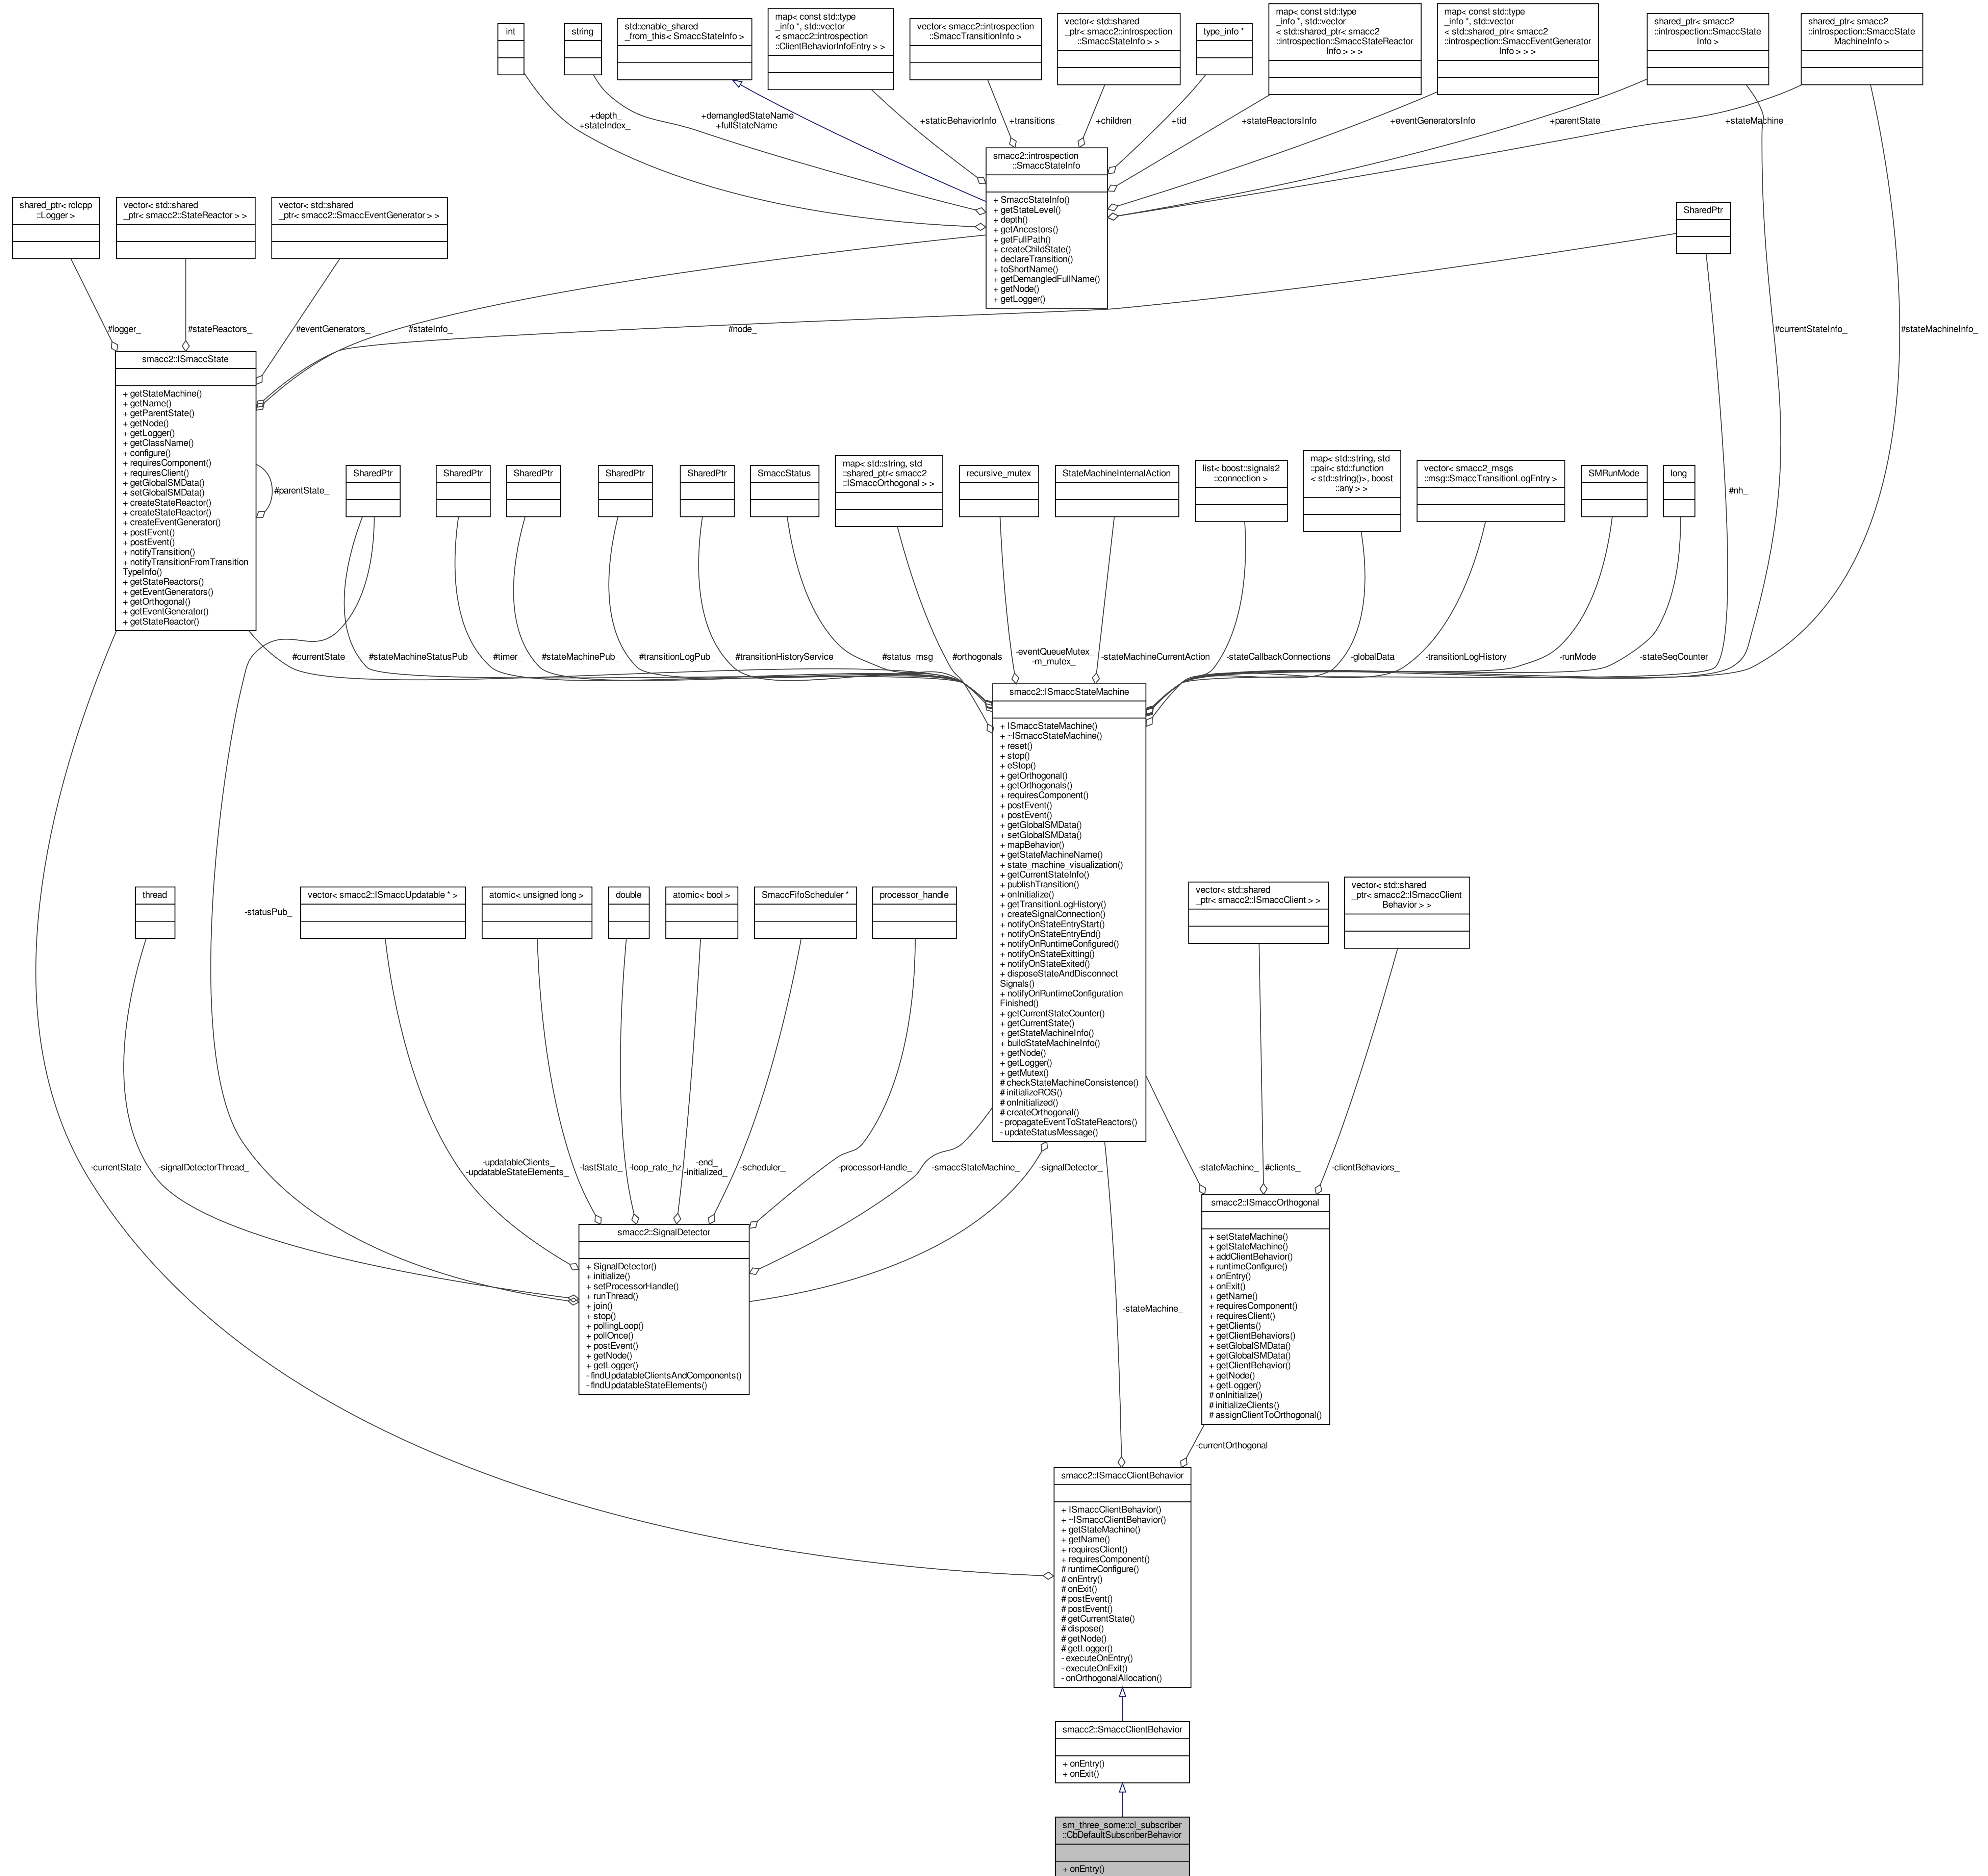 int
string
std::enable_shared
_from_this< SmaccStateInfo >
map< const std::type
_info *, std::vector
< smacc2::introspection
::ClientBehaviorInfoEntry > >
vector< smacc2::introspection
::SmaccTransitionInfo >
vector< std::shared
_ptr< smacc2::introspection
::SmaccStateInfo > >
type_info *
map< const std::type
_info *, std::vector
< std::shared_ptr< smacc2
::introspection::SmaccStateReactor
Info > > >
map< const std::type
_info *, std::vector
< std::shared_ptr< smacc2
::introspection::SmaccEventGenerator
Info > > >
shared_ptr< smacc2
::introspection::SmaccState
Info >
shared_ptr< smacc2
::introspection::SmaccState
MachineInfo >
+depth_
+stateIndex_
+demangledStateName
+fullStateName
+staticBehaviorInfo
+transitions_
+children_
+tid_
+stateReactorsInfo
+eventGeneratorsInfo
+parentState_
+stateMachine_
smacc2::introspection
::SmaccStateInfo
+ SmaccStateInfo()
+ getStateLevel()
+ depth()
+ getAncestors()
+ getFullPath()
+ createChildState()
+ declareTransition()
+ toShortName()
+ getDemangledFullName()
+ getNode()
+ getLogger()
shared_ptr< rclcpp
::Logger >
vector< std::shared
_ptr< smacc2::StateReactor > >
vector< std::shared
_ptr< smacc2::SmaccEventGenerator > >
SharedPtr
#logger_
#stateReactors_
#eventGenerators_
#stateInfo_
#node_
#currentStateInfo_
#stateMachineInfo_
smacc2::ISmaccState
+ getStateMachine()
+ getName()
+ getParentState()
+ getNode()
+ getLogger()
+ getClassName()
+ configure()
+ requiresComponent()
+ requiresClient()
+ getGlobalSMData()
+ setGlobalSMData()
+ createStateReactor()
+ createStateReactor()
+ createEventGenerator()
+ postEvent()
+ postEvent()
+ notifyTransition()
+ notifyTransitionFromTransition
TypeInfo()
+ getStateReactors()
+ getEventGenerators()
+ getOrthogonal()
+ getEventGenerator()
+ getStateReactor()
#parentState_
SharedPtr
SharedPtr
SharedPtr
SharedPtr
SharedPtr
SmaccStatus
map< std::string, std
::shared_ptr< smacc2
::ISmaccOrthogonal > >
recursive_mutex
StateMachineInternalAction
list< boost::signals2
::connection >
map< std::string, std
::pair< std::function
< std::string()>, boost
::any > >
vector< smacc2_msgs
::msg::SmaccTransitionLogEntry >
SMRunMode
long
#nh_
#currentState_
#stateMachineStatusPub_
#timer_
#stateMachinePub_
#transitionLogPub_
#transitionHistoryService_
#status_msg_
#orthogonals_
-eventQueueMutex_
-m_mutex_
-stateMachineCurrentAction
-stateCallbackConnections
-globalData_
-transitionLogHistory_
-runMode_
-stateSeqCounter_
smacc2::ISmaccStateMachine
+ ISmaccStateMachine()
+ ~ISmaccStateMachine()
+ reset()
+ stop()
+ eStop()
+ getOrthogonal()
+ getOrthogonals()
+ requiresComponent()
+ postEvent()
+ postEvent()
+ getGlobalSMData()
+ setGlobalSMData()
+ mapBehavior()
+ getStateMachineName()
+ state_machine_visualization()
+ getCurrentStateInfo()
+ publishTransition()
+ onInitialize()
+ getTransitionLogHistory()
+ createSignalConnection()
+ notifyOnStateEntryStart()
+ notifyOnStateEntryEnd()
+ notifyOnRuntimeConfigured()
+ notifyOnStateExitting()
+ notifyOnStateExited()
+ disposeStateAndDisconnect
Signals()
+ notifyOnRuntimeConfiguration
Finished()
+ getCurrentStateCounter()
+ getCurrentState()
+ getStateMachineInfo()
+ buildStateMachineInfo()
+ getNode()
+ getLogger()
+ getMutex()
# checkStateMachineConsistence()
# initializeROS()
# onInitialized()
# createOrthogonal()
- propagateEventToStateReactors()
- updateStatusMessage()
thread
-statusPub_
vector< smacc2::ISmaccUpdatable * >
atomic< unsigned long >
double
atomic< bool >
SmaccFifoScheduler *
processor_handle
vector< std::shared
_ptr< smacc2::ISmaccClient > >
vector< std::shared
_ptr< smacc2::ISmaccClient
Behavior > >
-currentState
-signalDetectorThread_
-updatableClients_
-updatableStateElements_
-lastState_
-loop_rate_hz
-end_
-initialized_
-scheduler_
-processorHandle_
-smaccStateMachine_
-signalDetector_
-stateMachine_
#clients_
-clientBehaviors_
smacc2::SignalDetector
+ SignalDetector()
+ initialize()
+ setProcessorHandle()
+ runThread()
+ join()
+ stop()
+ pollingLoop()
+ pollOnce()
+ postEvent()
+ getNode()
+ getLogger()
- findUpdatableClientsAndComponents()
- findUpdatableStateElements()
smacc2::ISmaccOrthogonal
+ setStateMachine()
+ getStateMachine()
+ addClientBehavior()
+ runtimeConfigure()
+ onEntry()
+ onExit()
+ getName()
+ requiresComponent()
+ requiresClient()
+ getClients()
+ getClientBehaviors()
+ setGlobalSMData()
+ getGlobalSMData()
+ getClientBehavior()
+ getNode()
+ getLogger()
# onInitialize()
# initializeClients()
# assignClientToOrthogonal()
-stateMachine_
-currentOrthogonal
smacc2::ISmaccClientBehavior
+ ISmaccClientBehavior()
+ ~ISmaccClientBehavior()
+ getStateMachine()
+ getName()
+ requiresClient()
+ requiresComponent()
# runtimeConfigure()
# onEntry()
# onExit()
# postEvent()
# postEvent()
# getCurrentState()
# dispose()
# getNode()
# getLogger()
- executeOnEntry()
- executeOnExit()
- onOrthogonalAllocation()
smacc2::SmaccClientBehavior
+ onEntry()
+ onExit()
sm_three_some::cl_subscriber
::CbDefaultSubscriberBehavior
+ onEntry()